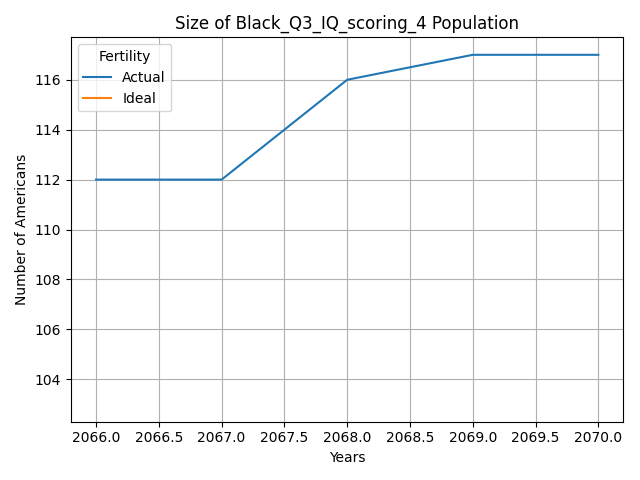 Size of Black_Q3_IQ_scoring_4 Population
Fertility
Actual
Ideal
Number of Americans
116
114
112
110
108
106
104
2066.0 2066.5 2067.0 2067.5 2068.0 2068.5 2069.0 2069.5 2070.0
Years